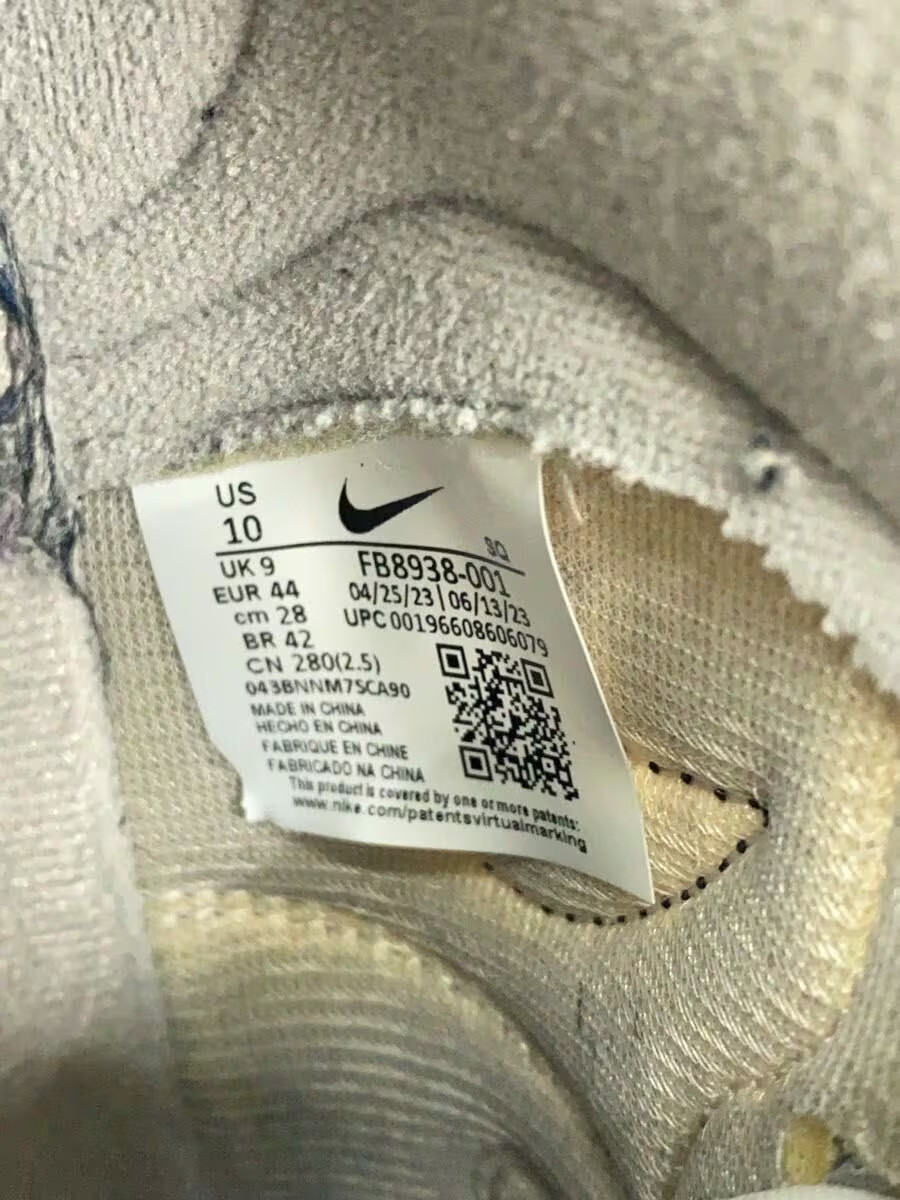 US
10
SQ
UK 9
FB8938-001
EUR 44
04/25/23|06/13/23
cm 28
UPC 00196608606079
BR 42
CN 280(2.5)
043BNNM7SCA90
MADE IN CHINA
HECHO EN CHINA
FABRIQUE EN CHINE
FABRICADO NA CHINA
This product is covered by one or more patents:
www.nike.com/patentsvirtualmarking